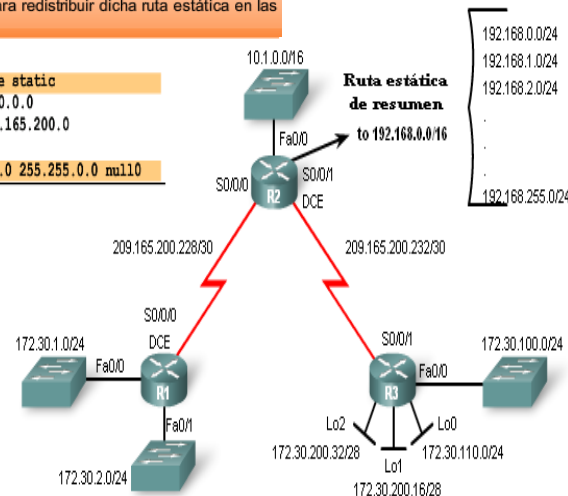 ara redistribuir dicha ruta estática en las
e static
0.0.0
.165.200.0
.0 255.255.0.0 null0
10.1.0.0/16
Ruta estática
de resumen
to 192.168.0.0/16
192.168.0.0/24
192.168.1.0/24
192.168.2.0/24
.
.
.
192.168.255.0/24
Fa0/0
S0/0/0
S0/0/1
R2
DCE
209.165.200.228/30
209.165.200.232/30
S0/0/0
DCE
S0/0/1
172.30.1.0/24
Fa0/0
R1
Fa0/1
172.30.2.0/24
R3
Fa0/0
172.30.100.0/24
Lo2
Lo0
172.30.200.32/28
172.30.110.0/24
Lo1
172.30.200.16/28